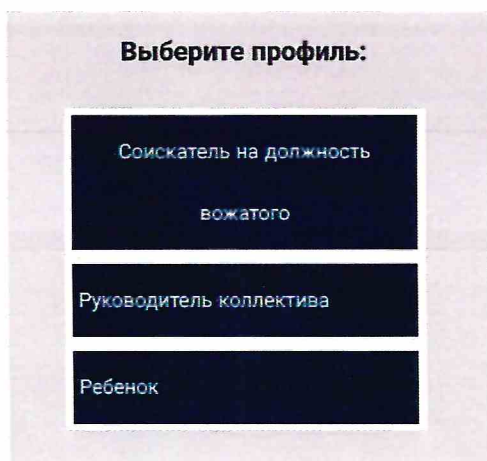 Выберите профиль:
Соискатель на должность
вожатого
Руководитель коллектива
Ребенок